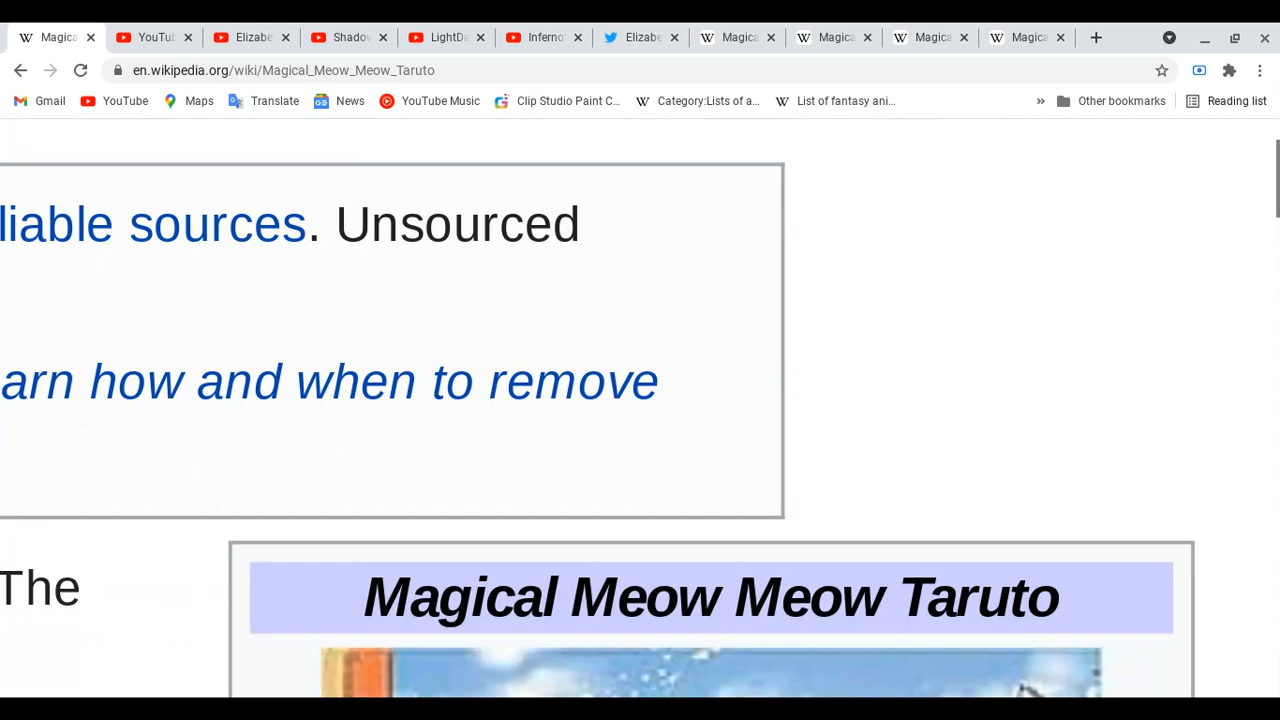 Magica YouTub Elizabe Shadov LightDa Inferno Elizabe Magica Magica Magica Magica
en.wikipedia.org/wiki/Magical_Meow_Meow_Taruto
Gmail YouTube Maps Translate News YouTube Music Clip Studio Paint C... Category:Lists of a... List of fantasy ani... » Other bookmarks Reading list
liable sources. Unsourced
arn how and when to remove
The
Magical Meow Meow Taruto